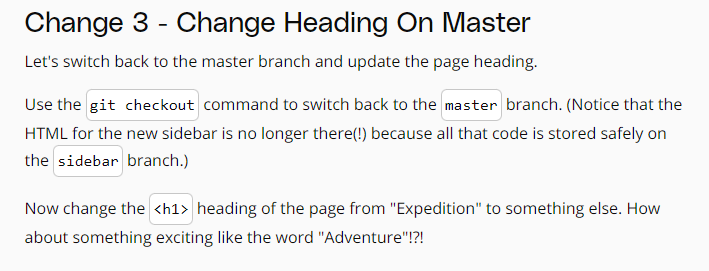 Change 3 - Change Heading On Master
Let's switch back to the master branch and update the page heading.
Use the git checkout command to switch back to the master branch. (Notice that the
HTML for the new sidebar is no longer there(!) because all that code is stored safely on
the sidebar branch.)
Now change the <h1> heading of the page from "Expedition" to something else. How
about something exciting like the word "Adventure"!?!